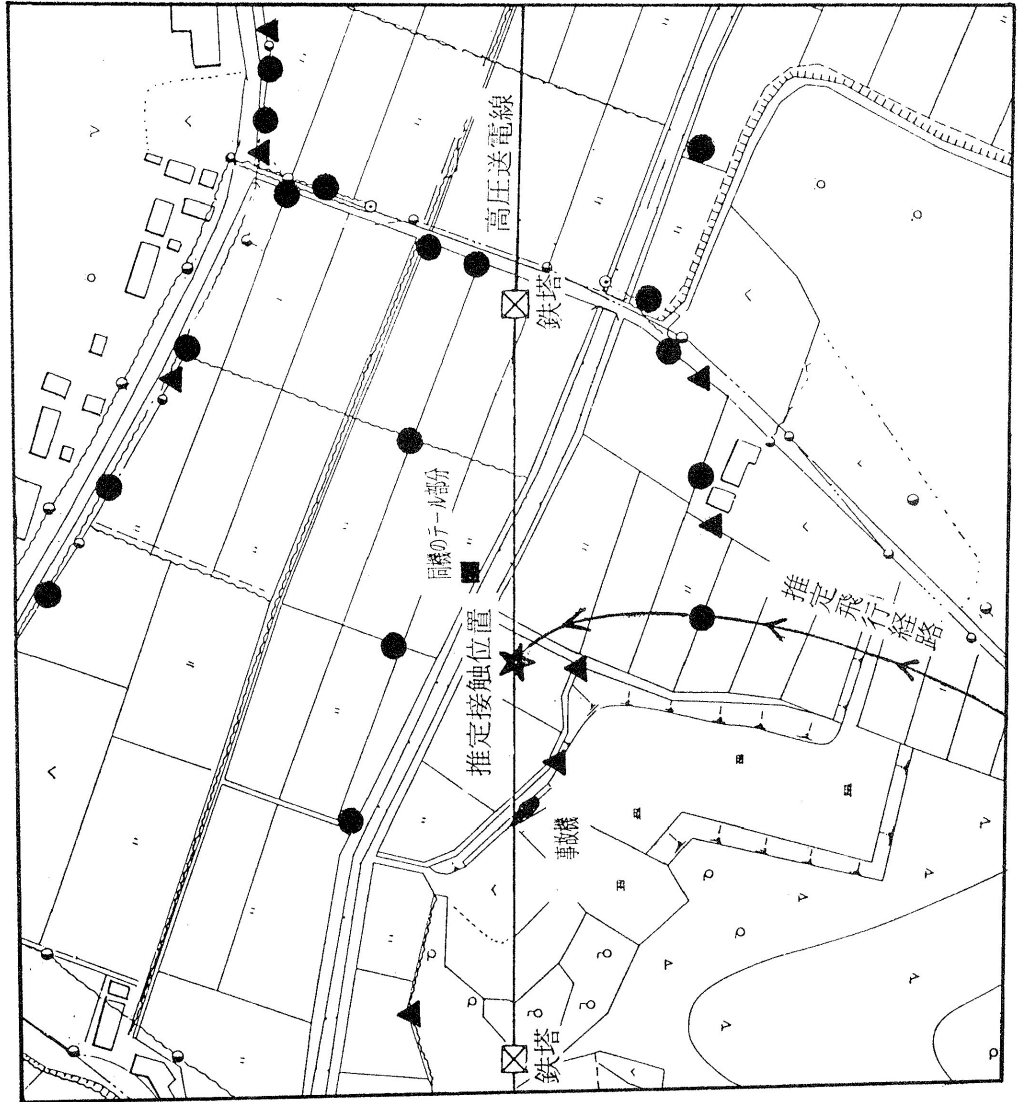 高圧送電線
鉄塔
同機のテール部分
推定接触位置
推定飛行経路
事故機
鉄塔